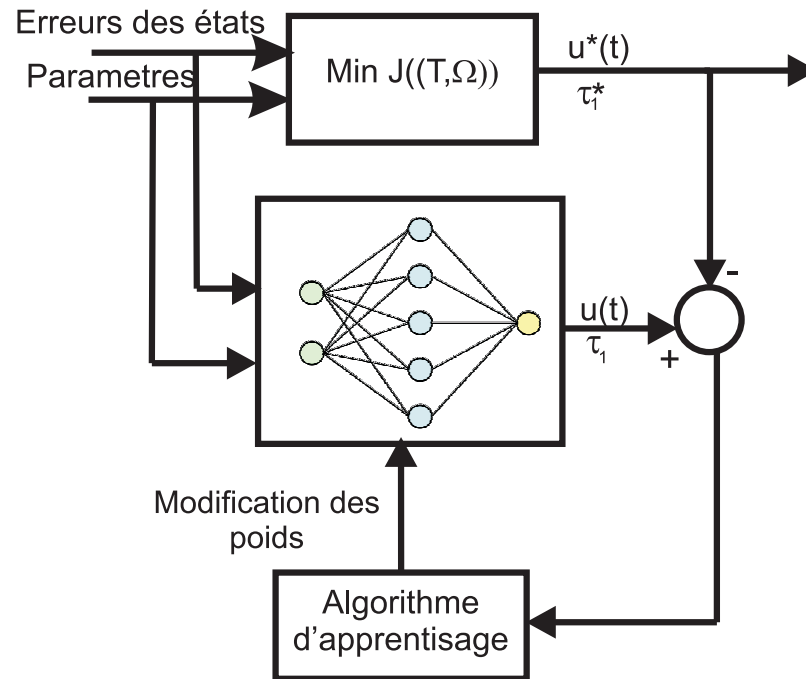 Erreurs des états
Parametres
Min J((T,Ω))
u*(t)
τ₁*
-
u(t)
τ₁
+
Modification des
poids
Algorithme
d'apprentisage